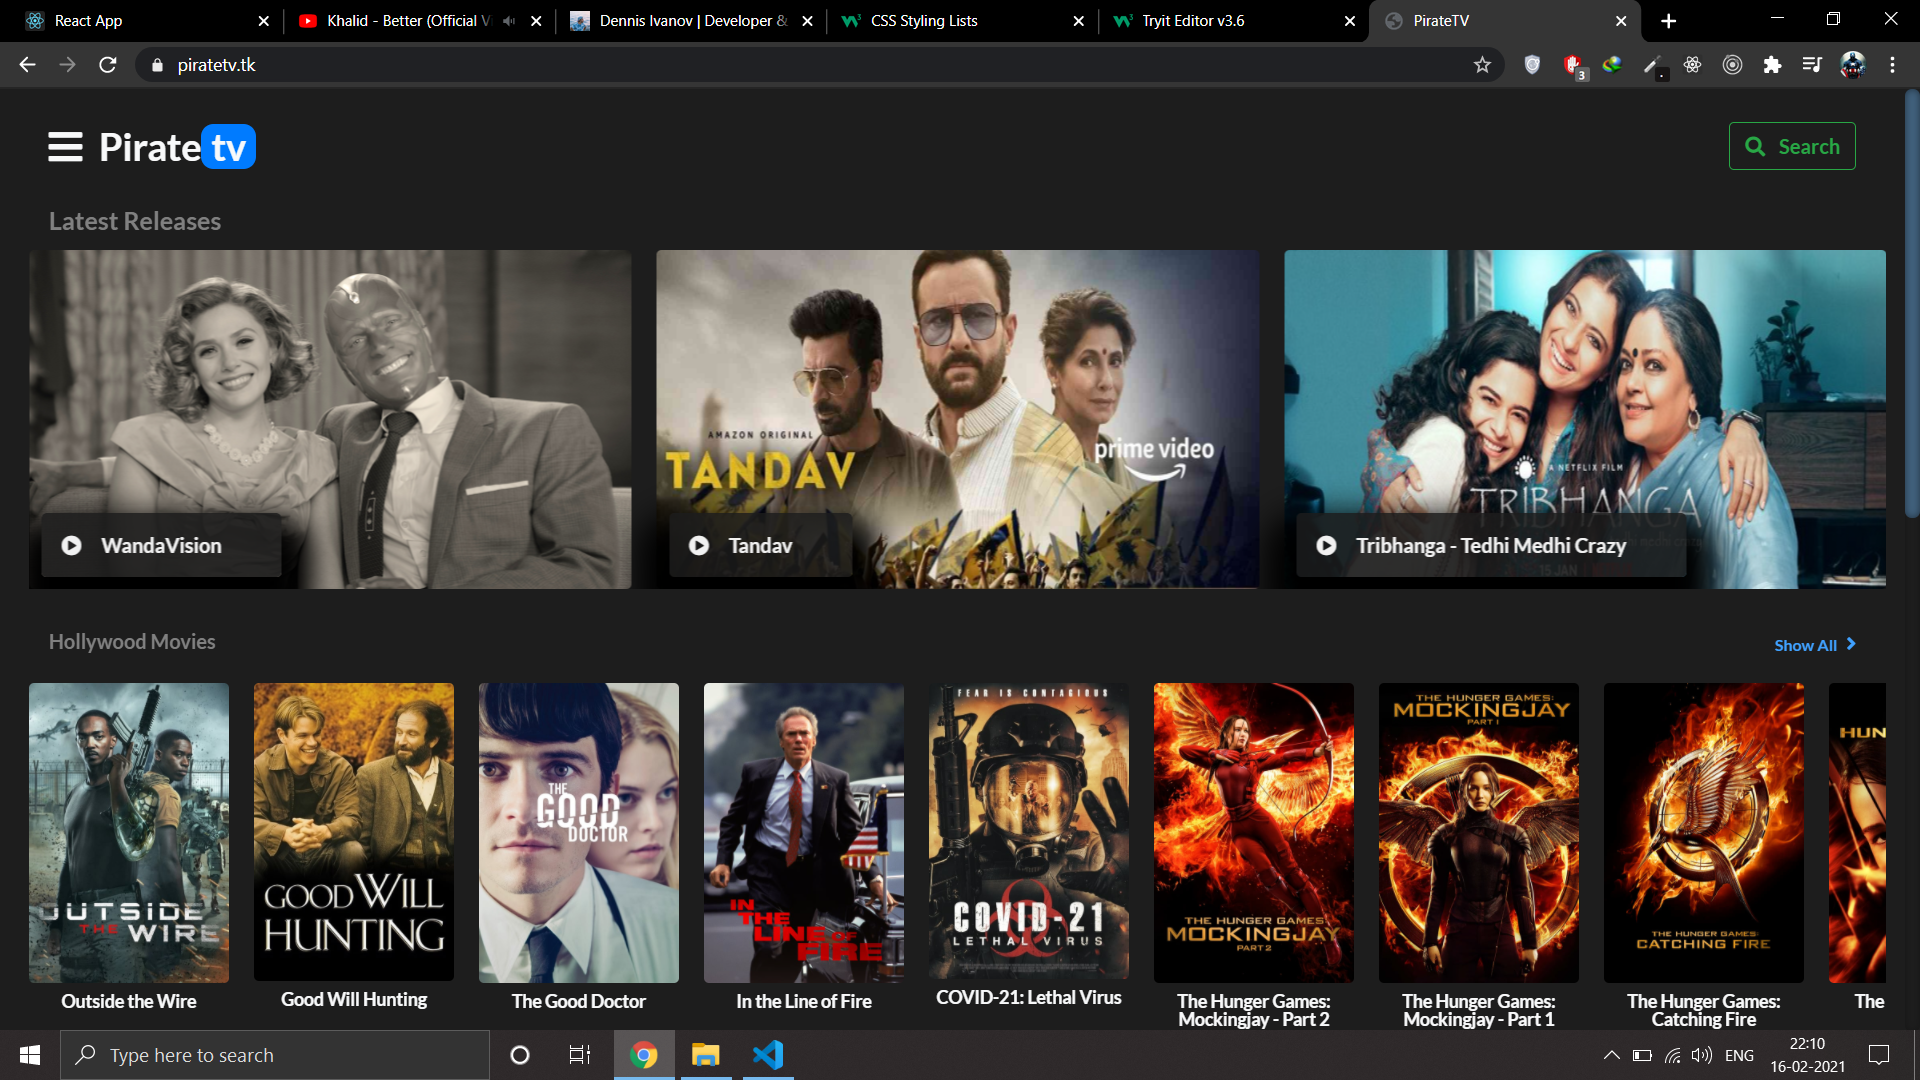 React App
Khalid - Better (Official Vi
Dennis Ivanov | Developer &
CSS Styling Lists
Tryit Editor v3.6
PirateTV
piratetv.tk
3
Pirate tv
Search
Latest Releases
AMAZON ORIGINAL
TANDAV
prime video
A NETFLIX FILM
TRIBHANGA
15 JAN
WandaVision
Tandav
Tribhanga - Tedhi Medhi Crazy
Hollywood Movies
Show All
OUTSIDE
THE WIRE
GOOD WILL
HUNTING
THE
GOOD
DOCTOR
IN
THE
LINE OF
FIRE
FEAR IS CONTAGIOUS
COVID-21
LETHAL VIRUS
THE HUNGER GAMES:
MOCKINGJAY
PART 2
THE HUNGER GAMES:
MOCKINGJAY
PART 1
THE HUNGER GAMES:
CATCHING FIRE
HUN
Outside the Wire
Good Will Hunting
The Good Doctor
In the Line of Fire
COVID-21: Lethal Virus
The Hunger Games:
Mockingjay - Part 2
The Hunger Games:
Mockingjay - Part 1
The Hunger Games:
Catching Fire
The
Type here to search
ENG
22:10
16-02-2021